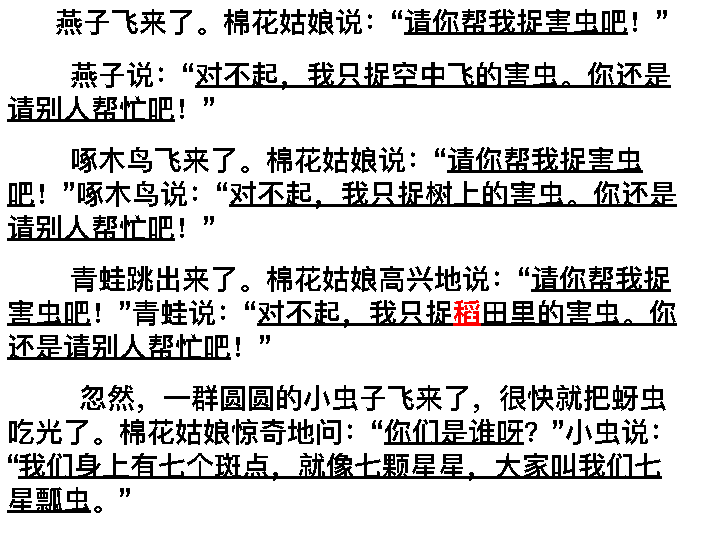 燕子飞来了。棉花姑娘说：“请你帮我捉害虫吧！”
燕子说：“对不起，我只捉空中飞的害虫。你还是
请别人帮忙吧！”
啄木鸟飞来了。棉花姑娘说：“请你帮我捉害虫
吧！”啄木鸟说：“对不起，我只捉树上的害虫。你还是
请别人帮忙吧！”
青蛙跳出来了。棉花姑娘高兴地说：“请你帮我捉
害虫吧！”青蛙说：“对不起，我只捉稻田里的害虫。你
还是请别人帮忙吧！”
忽然，一群圆圆的小虫子飞来了，很快就把蚜虫
吃光了。棉花姑娘惊奇地问：“你们是谁呀？”小虫说：
“我们身上有七个斑点，就像七颗星星，大家叫我们七
星瓢虫。”